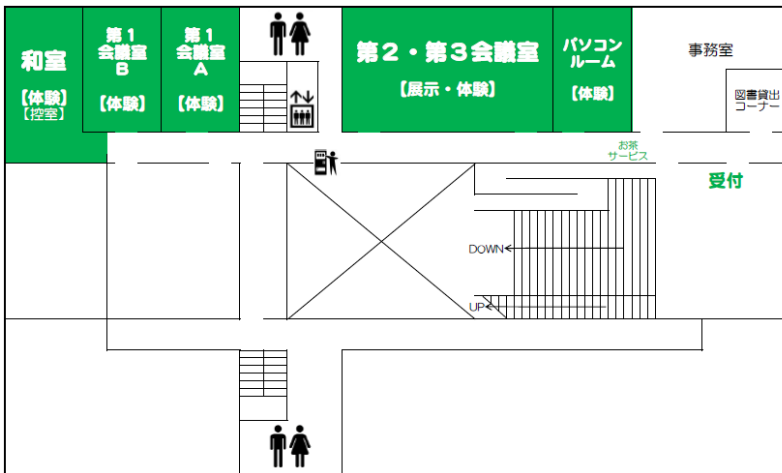 和室
【体験】
【控室】
第１
会議室
B
【体験】
第１
会議室
A
【体験】
第２・第３会議室
【展示・体験】
パソコン
ルーム
【体験】
事務室
図書貸出
コーナー
お茶
サービス
受付
DOWN
UP